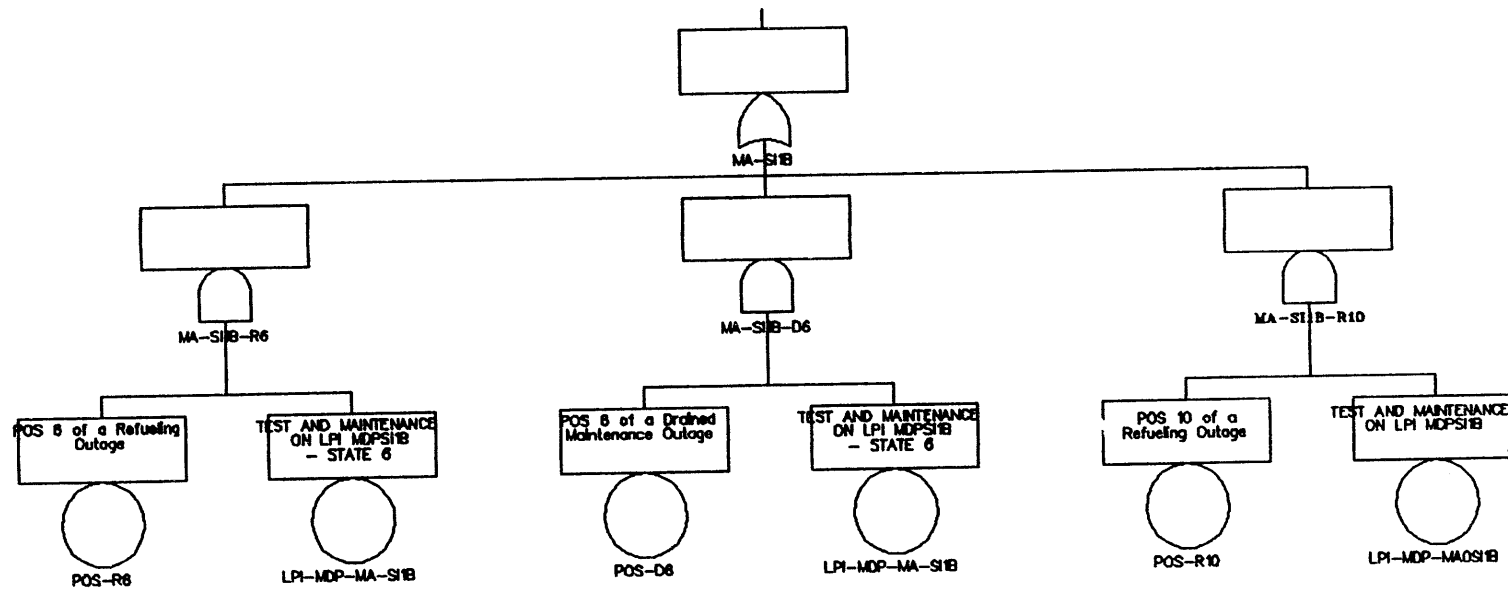 MA-SI1B
MA-SI1B-R6
MA-SI1B-D6
MA-SI1B-R10
POS 6 of a Refueling
Outage
TEST AND MAINTENANCE
ON LPI MDPSI1B
- STATE 6
POS 6 of a Drained
Maintenance Outage
TEST AND MAINTENANCE
ON LPI MDPSI1B
- STATE 6
POS 10 of a
Refueling Outage
TEST AND MAINTENANCE
ON LPI MDPSI1B
POS-R6
LPI-MDP-MA-SI1B
POS-D6
LPI-MDP-MA-SI1B
POS-R10
LPI-MDP-MA0SI1B